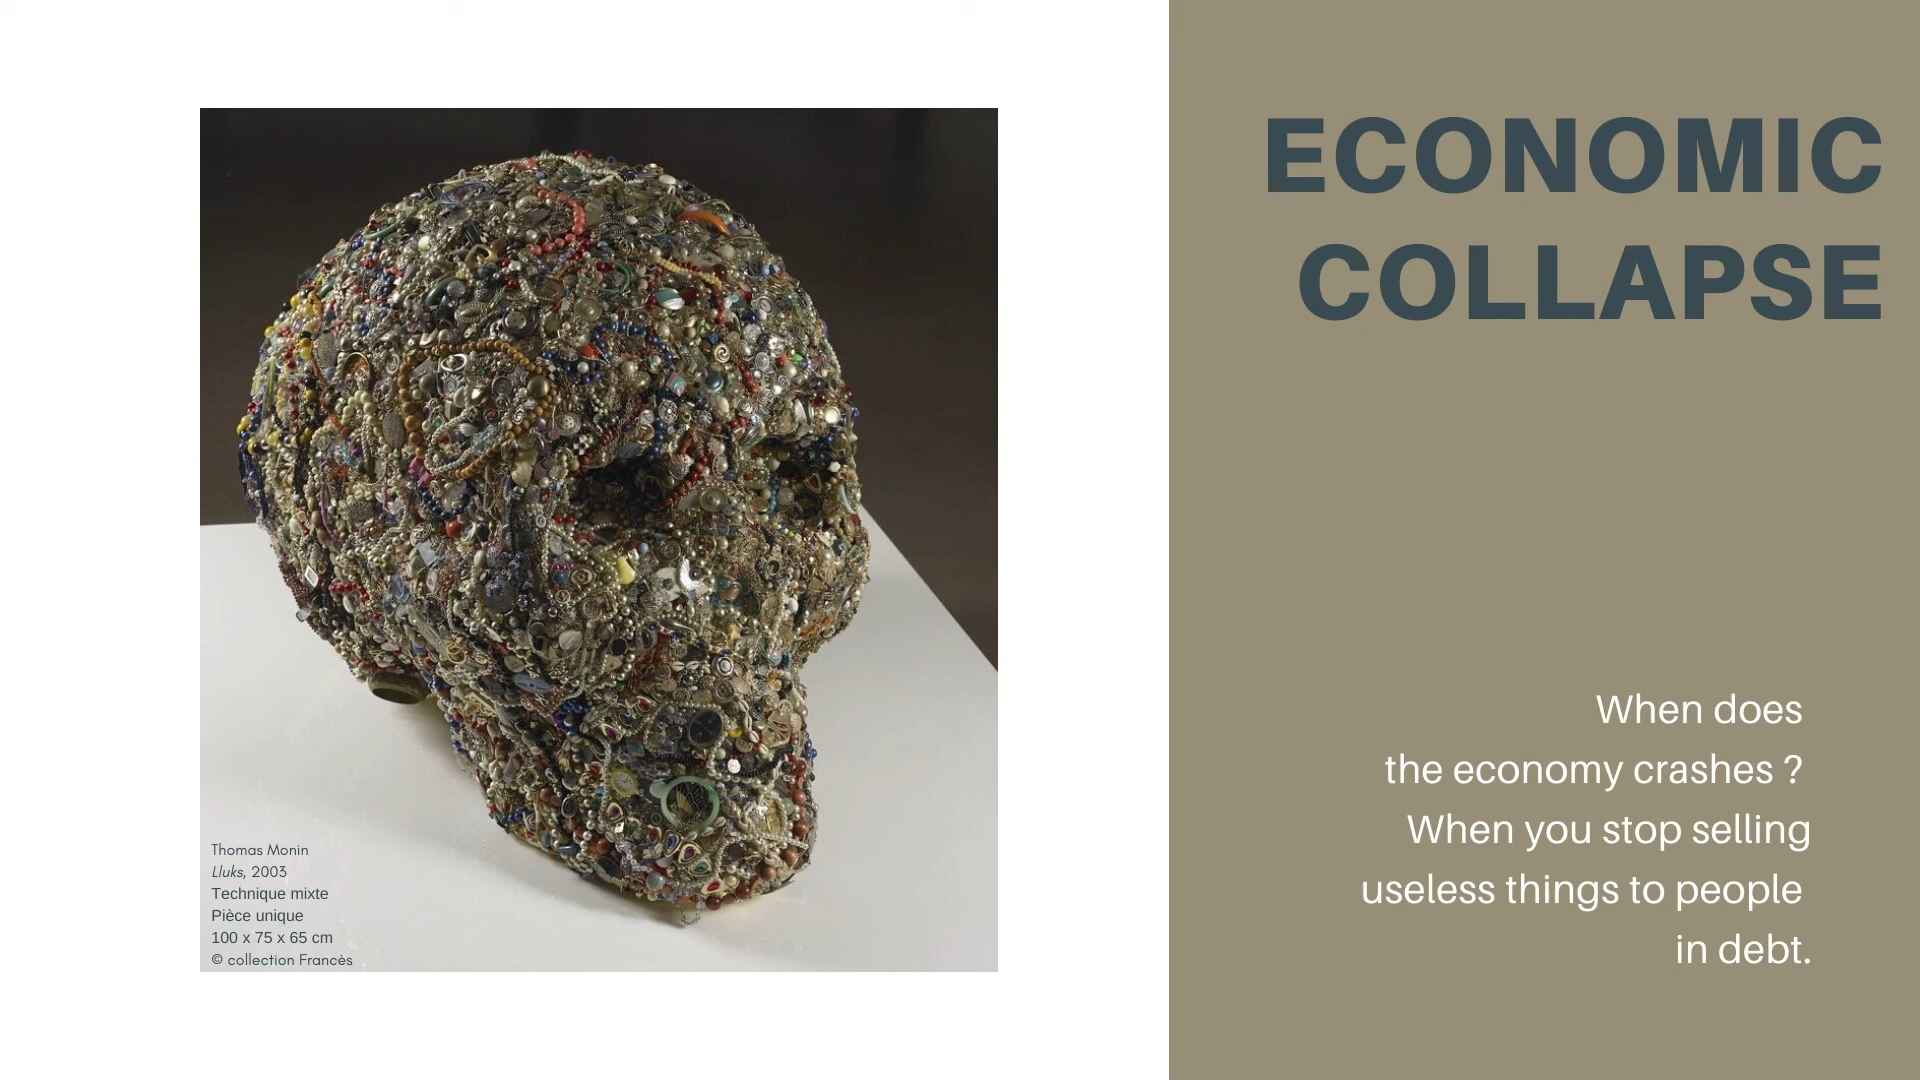 ECONOMIC
COLLAPSE
When does
the economy crashes ?
When you stop selling
useless things to people
in debt.
Thomas Monin
Lluks, 2003
Technique mixte
Pièce unique
100 x 75 x 65 cm
© collection Francès